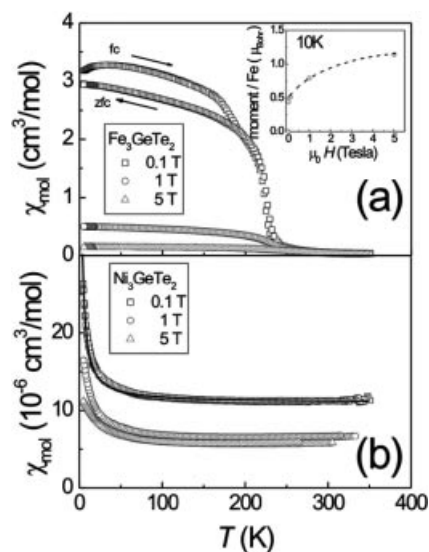 4
3
2
1
0
χmol (cm³/mol)
fc
zfc
Fe₃GeTe₂
□ 0.1 T
○ 1 T
△ 5 T
(a)
10K
1.5
1.0
0.5
0.0
moment / Fe ( μBohr )
0 1 2 3 4 5
μ₀ H (Tesla)
Ni₃GeTe₂
□ 0.1 T
○ 1 T
△ 5 T
(b)
20
10
0
χmol (10⁻⁶ cm³/mol)
0 100 200 300 400
T (K)